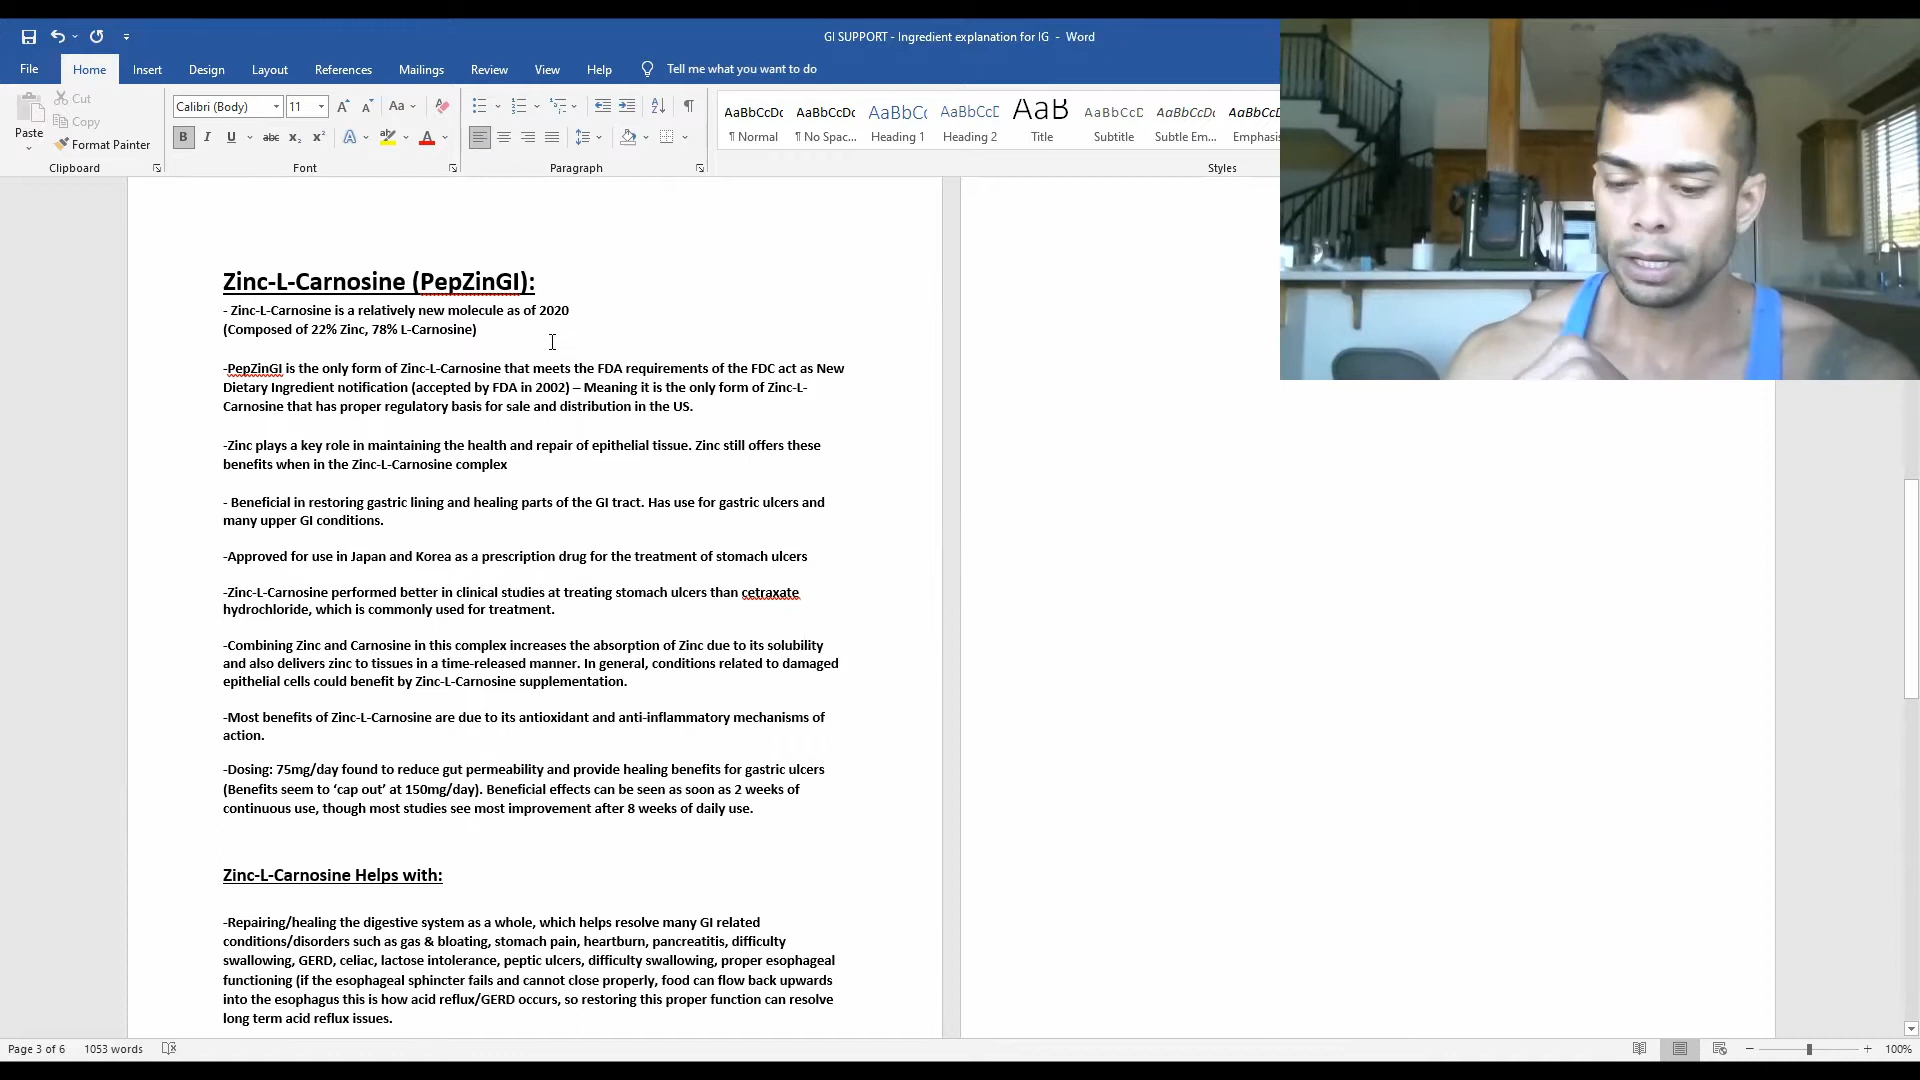 GI SUPPORT - Ingredient explanation for IG - Word
File Home Insert Design Layout References Mailings Review View Help Tell me what you want to do
Paste
Cut
Copy
Format Painter
Clipboard
Calibri (Body) 11
Font
Paragraph
AaBbCcDc AaBbCcDc AaBbC( AaBbCcD AaB AaBbCcD AaBbCcDc AaBbCcDc
¶ Normal ¶ No Spac... Heading 1 Heading 2 Title Subtitle Subtle Em... Emphasis
Styles
Zinc-L-Carnosine (PepZinGI):
- Zinc-L-Carnosine is a relatively new molecule as of 2020
(Composed of 22% Zinc, 78% L-Carnosine)
-PepZinGI is the only form of Zinc-L-Carnosine that meets the FDA requirements of the FDC act as New
Dietary Ingredient notification (accepted by FDA in 2002) – Meaning it is the only form of Zinc-L-
Carnosine that has proper regulatory basis for sale and distribution in the US.
-Zinc plays a key role in maintaining the health and repair of epithelial tissue. Zinc still offers these
benefits when in the Zinc-L-Carnosine complex
- Beneficial in restoring gastric lining and healing parts of the GI tract. Has use for gastric ulcers and
many upper GI conditions.
-Approved for use in Japan and Korea as a prescription drug for the treatment of stomach ulcers
-Zinc-L-Carnosine performed better in clinical studies at treating stomach ulcers than cetraxate
hydrochloride, which is commonly used for treatment.
-Combining Zinc and Carnosine in this complex increases the absorption of Zinc due to its solubility
and also delivers zinc to tissues in a time-released manner. In general, conditions related to damaged
epithelial cells could benefit by Zinc-L-Carnosine supplementation.
-Most benefits of Zinc-L-Carnosine are due to its antioxidant and anti-inflammatory mechanisms of
action.
-Dosing: 75mg/day found to reduce gut permeability and provide healing benefits for gastric ulcers
(Benefits seem to ‘cap out’ at 150mg/day). Beneficial effects can be seen as soon as 2 weeks of
continuous use, though most studies see most improvement after 8 weeks of daily use.
Zinc-L-Carnosine Helps with:
-Repairing/healing the digestive system as a whole, which helps resolve many GI related
conditions/disorders such as gas & bloating, stomach pain, heartburn, pancreatitis, difficulty
swallowing, GERD, celiac, lactose intolerance, peptic ulcers, difficulty swallowing, proper esophageal
functioning (if the esophageal sphincter fails and cannot close properly, food can flow back upwards
into the esophagus this is how acid reflux/GERD occurs, so restoring this proper function can resolve
long term acid reflux issues.
Page 3 of 6 1053 words 100%